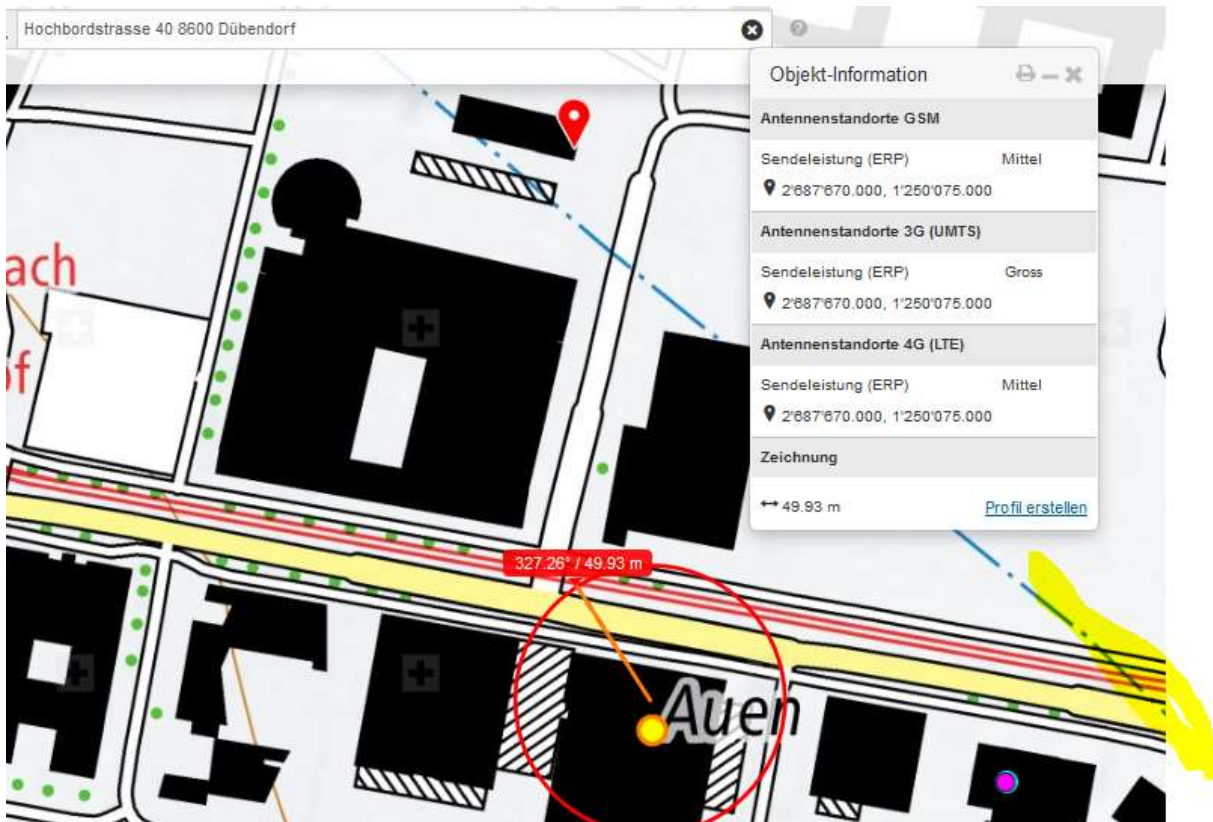 Hochbordstrasse 40 8600 Dübendorf
Objekt-Information
Antennenstandorte GSM
Sendeleistung (ERP) Mittel
2'687'670.000, 1'250'075.000
Antennenstandorte 3G (UMTS)
Sendeleistung (ERP) Gross
2'687'670.000, 1'250'075.000
Antennenstandorte 4G (LTE)
Sendeleistung (ERP) Mittel
2'687'670.000, 1'250'075.000
Zeichnung
49.93 m Profil erstellen
ach
of
327.26° / 49.93 m
Auen